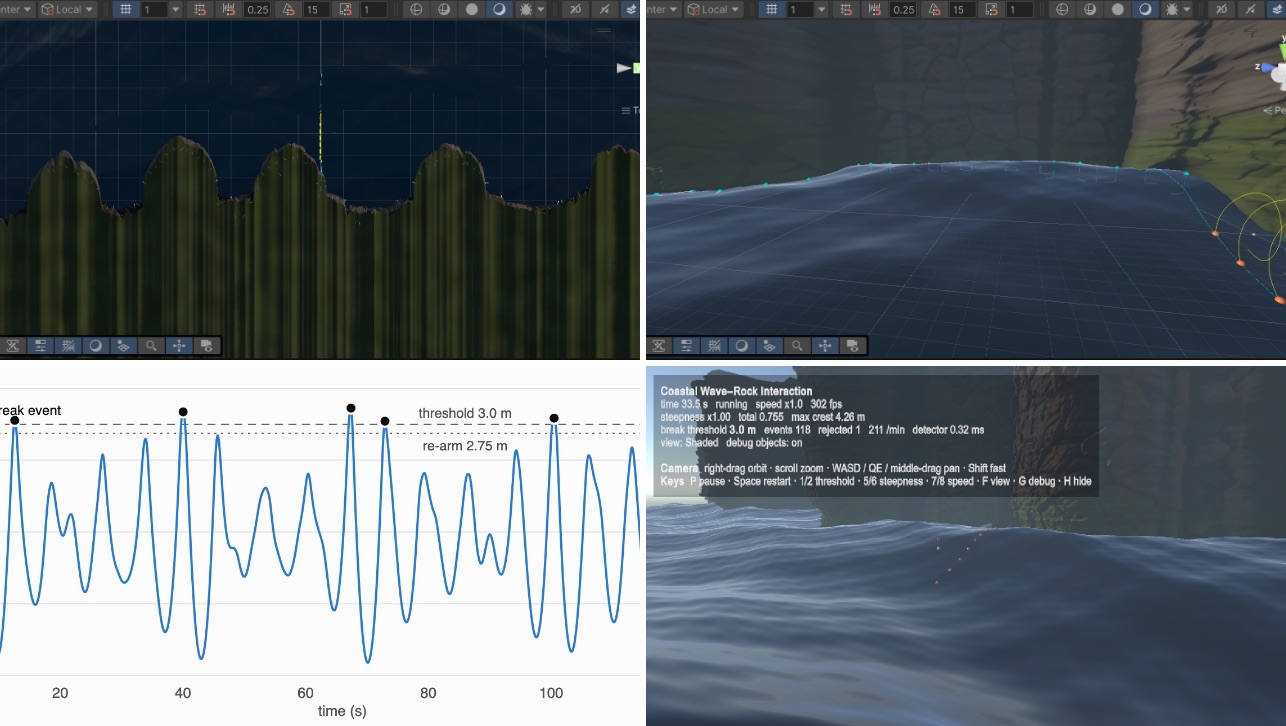 nter Local 1 0.25 15 1 2D
nter Local 1 0.25 15 1 2D
y
z
Pe
reak event
threshold 3.0 m
re-arm 2.75 m
20 40 60 80 100
time (s)
Coastal Wave–Rock Interaction
time 33.5 s running speed x1.0 302 fps
steepness x1.00 total 0.755 max crest 4.26 m
break threshold 3.0 m events 118 rejected 1 211 /min detector 0.32 ms
view: Shaded debug objects: on
Camera right-drag orbit · scroll zoom · WASD / QE / middle-drag pan · Shift fast
Keys P pause · Space restart · 1/2 threshold · 5/6 steepness · 7/8 speed · F view · G debug · H hide